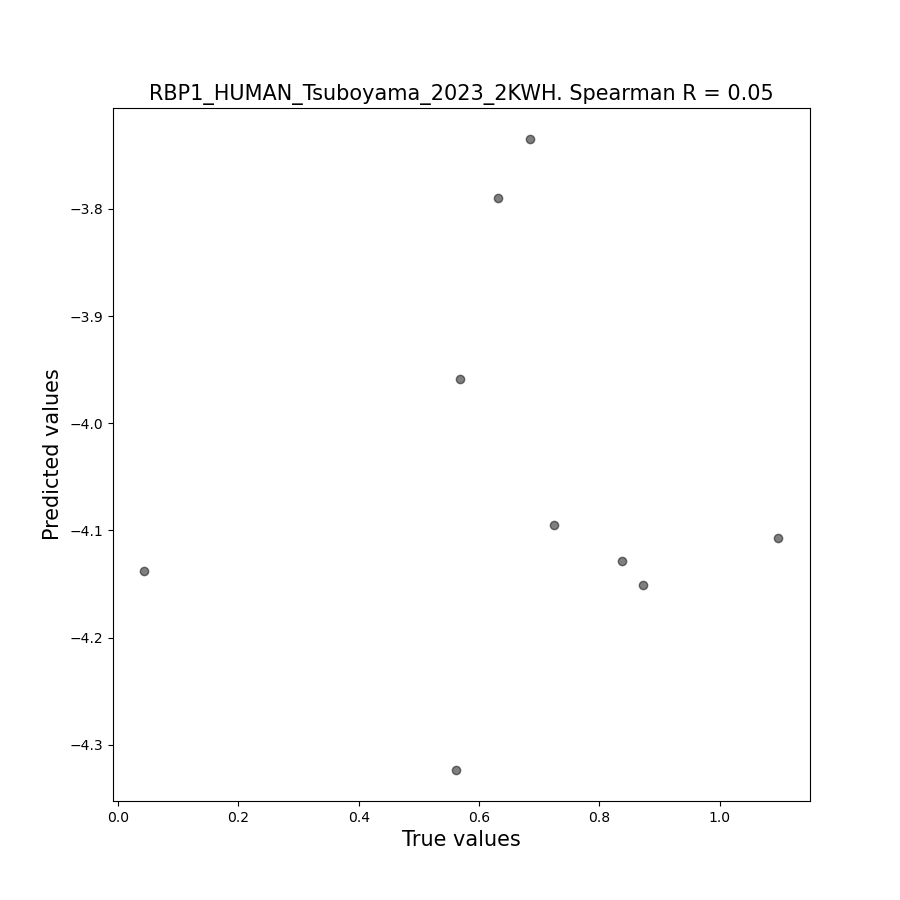 RBP1_HUMAN_Tsuboyama_2023_2KWH. Spearman R = 0.05
−3.8
−3.9
−4.0
−4.1
−4.2
−4.3
Predicted values
0.0 0.2 0.4 0.6 0.8 1.0
True values